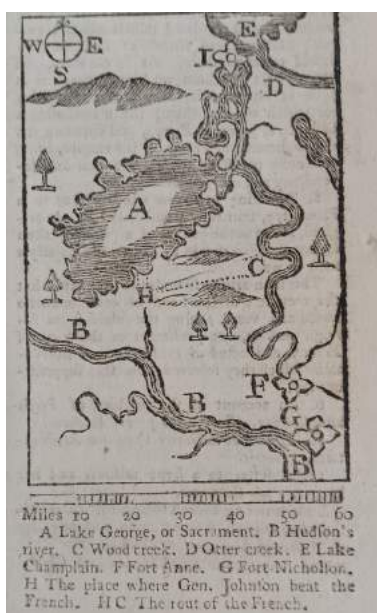 W E
S
E
I
D
A
C
H
B
F
B
G
B
Miles 10 20 30 40 50 60
A Lake George, or Sacrament. B Hudſon's
river. C Wood creek. D Otter creek. E Lake
Champlain. F Fort Anne. G Fort Nicholſon.
H The place where Gen. Johnſon beat the
French. H C The rout of the French.